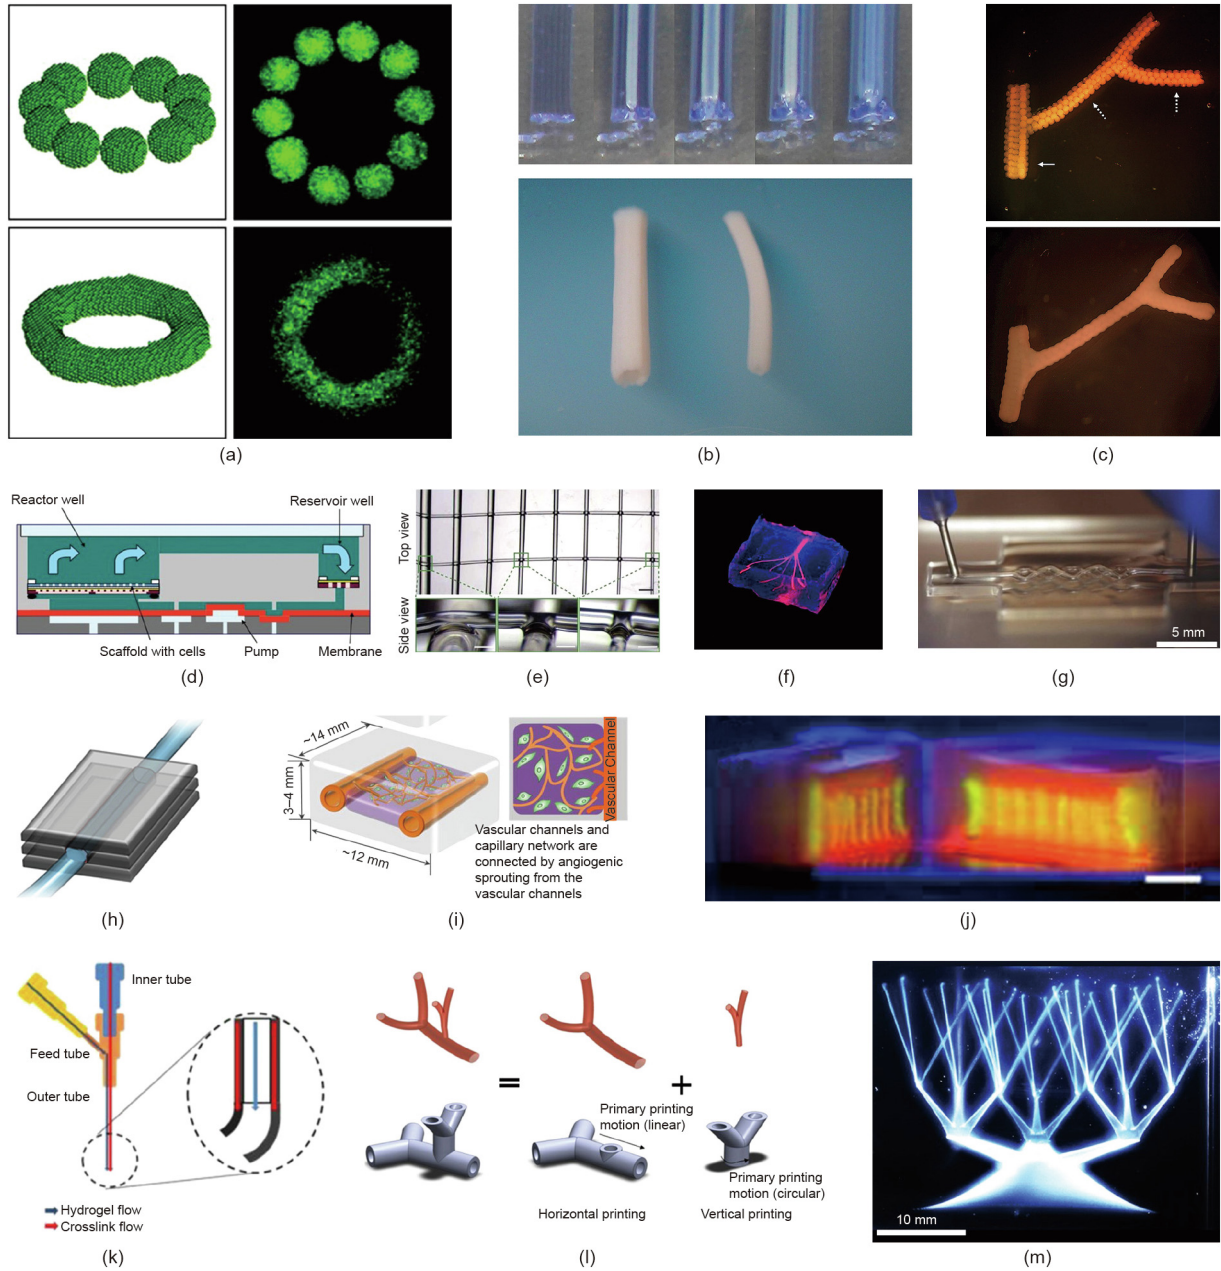 (a)
(b)
(c)
Reactor well
Reservoir well
Scaffold with cells
Pump
Membrane
(d)
Top view
Side view
(e)
(f)
5 mm
(g)
(h)
~14 mm
3–4 mm
~12 mm
Vascular Channel
Vascular channels and
capillary network are
connected by angiogenic
sprouting from the
vascular channels
(i)
(j)
Inner tube
Feed tube
Outer tube
Hydrogel flow
Crosslink flow
(k)
=
+
Primary printing
motion (linear)
Primary printing
motion (circular)
Horizontal printing
Vertical printing
(l)
10 mm
(m)